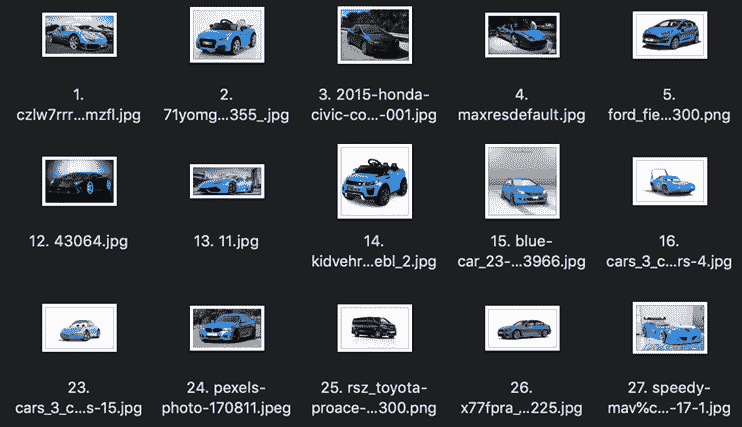 1.
czlw7rrr...mzfl.jpg
2.
71yomg...355_.jpg
3. 2015-honda-
civic-co...-001.jpg
4.
maxresdefault.jpg
5.
ford_fie...300.png
12. 43064.jpg
13. 11.jpg
14.
kidvehr...ebl_2.jpg
15. blue-
car_23-...3966.jpg
16.
cars_3_c...rs-4.jpg
23.
cars_3_c...s-15.jpg
24. pexels-
photo-170811.jpeg
25. rsz_toyota-
proace-...300.png
26.
x77fpra_...225.jpg
27. speedy-
mav%c...-17-1.jpg